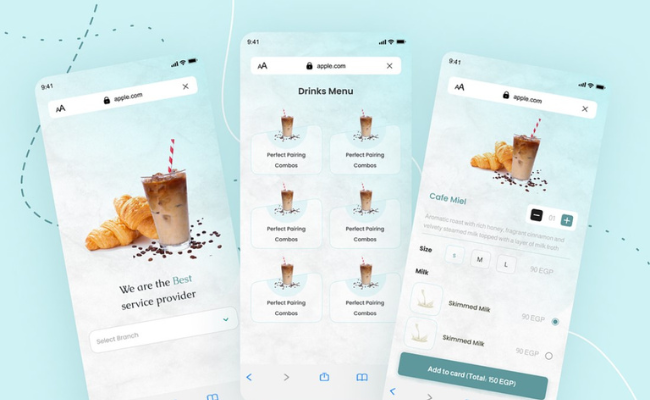 9:41
AA apple.com
We are the Best
service provider
Select Branch
9:41
AA apple.com
Drinks Menu
Perfect Pairing
Combos
Perfect Pairing
Combos
Perfect Pairing
Combos
Perfect Pairing
Combos
Perfect Pairing
Combos
Perfect Pairing
Combos
9:41
AA apple.com
Cafe Miel
01
Aromatic roast with rich honey, fragrant cinnamon and
velvety steamed milk topped with a layer of milk froth
Size
S
M
L
90 EGP
Milk
Skimmed Milk
90 EGP
Skimmed Milk
90 EGP
Add to card (Total: 150 EGP)